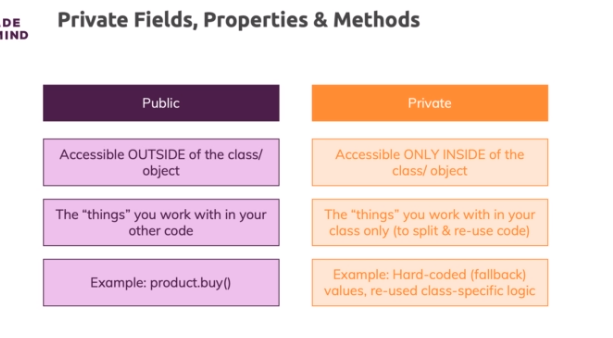 Private Fields, Properties & Methods
Public
Private
Accessible OUTSIDE of the class/
object
Accessible ONLY INSIDE of the
class/ object
The “things” you work with in your
other code
The “things” you work with in your
class only (to split & re-use code)
Example: product.buy()
Example: Hard-coded (fallback)
values, re-used class-specific logic